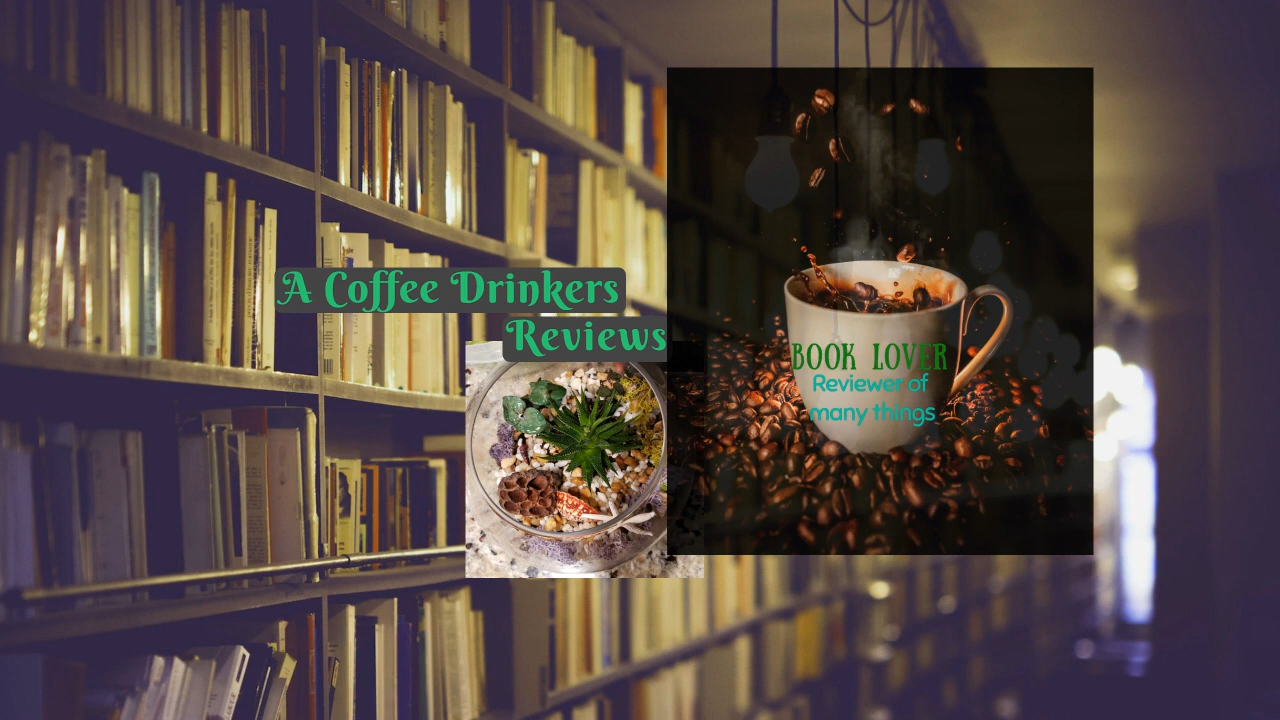 A Coffee Drinkers
Reviews
BOOK LOVER
Reviewer of
many things